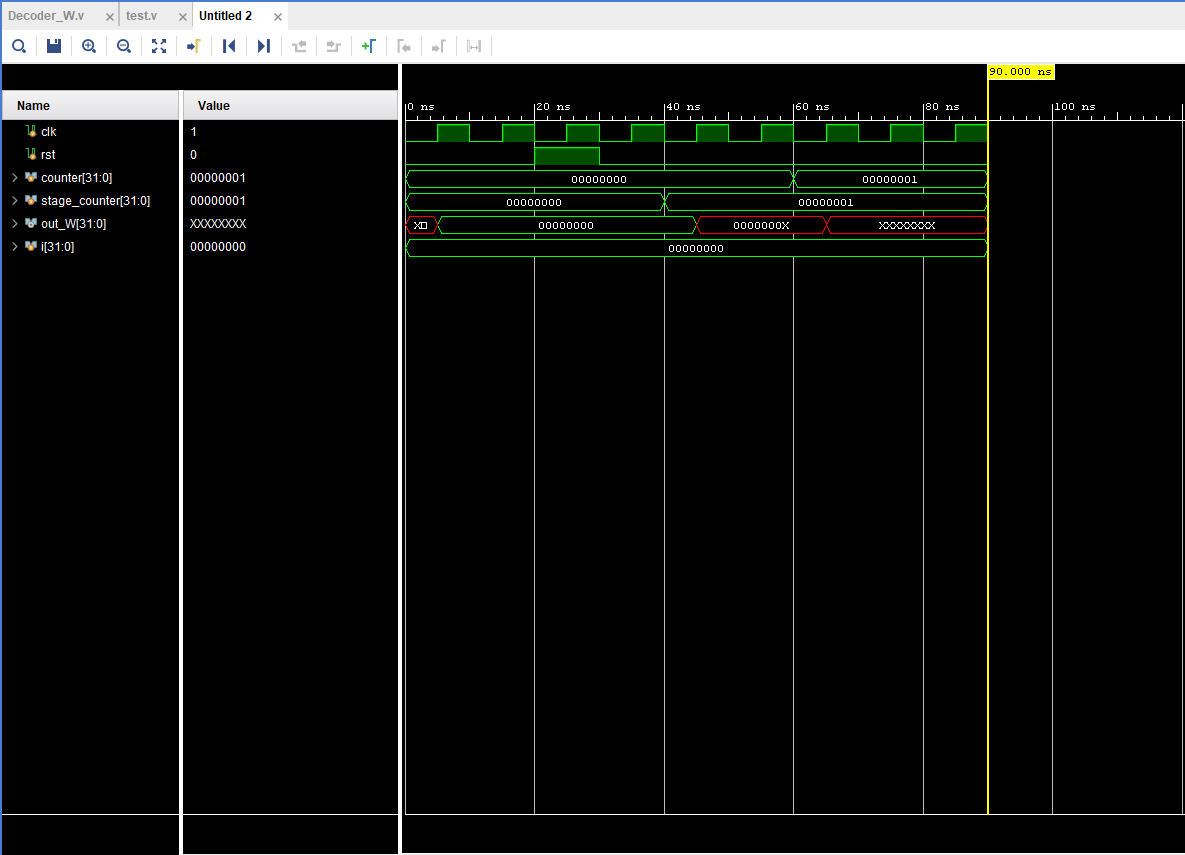 Decoder_W.v test.v Untitled 2
90.000 ns
Name Value
0 ns 20 ns 40 ns 60 ns 80 ns 100 ns
clk 1
rst 0
counter[31:0] 00000001 00000000 00000001
stage_counter[31:0] 00000001 00000000 00000001
out_W[31:0] XXXXXXXX X 00000000 0000000X XXXXXXXX
i[31:0] 00000000 00000000